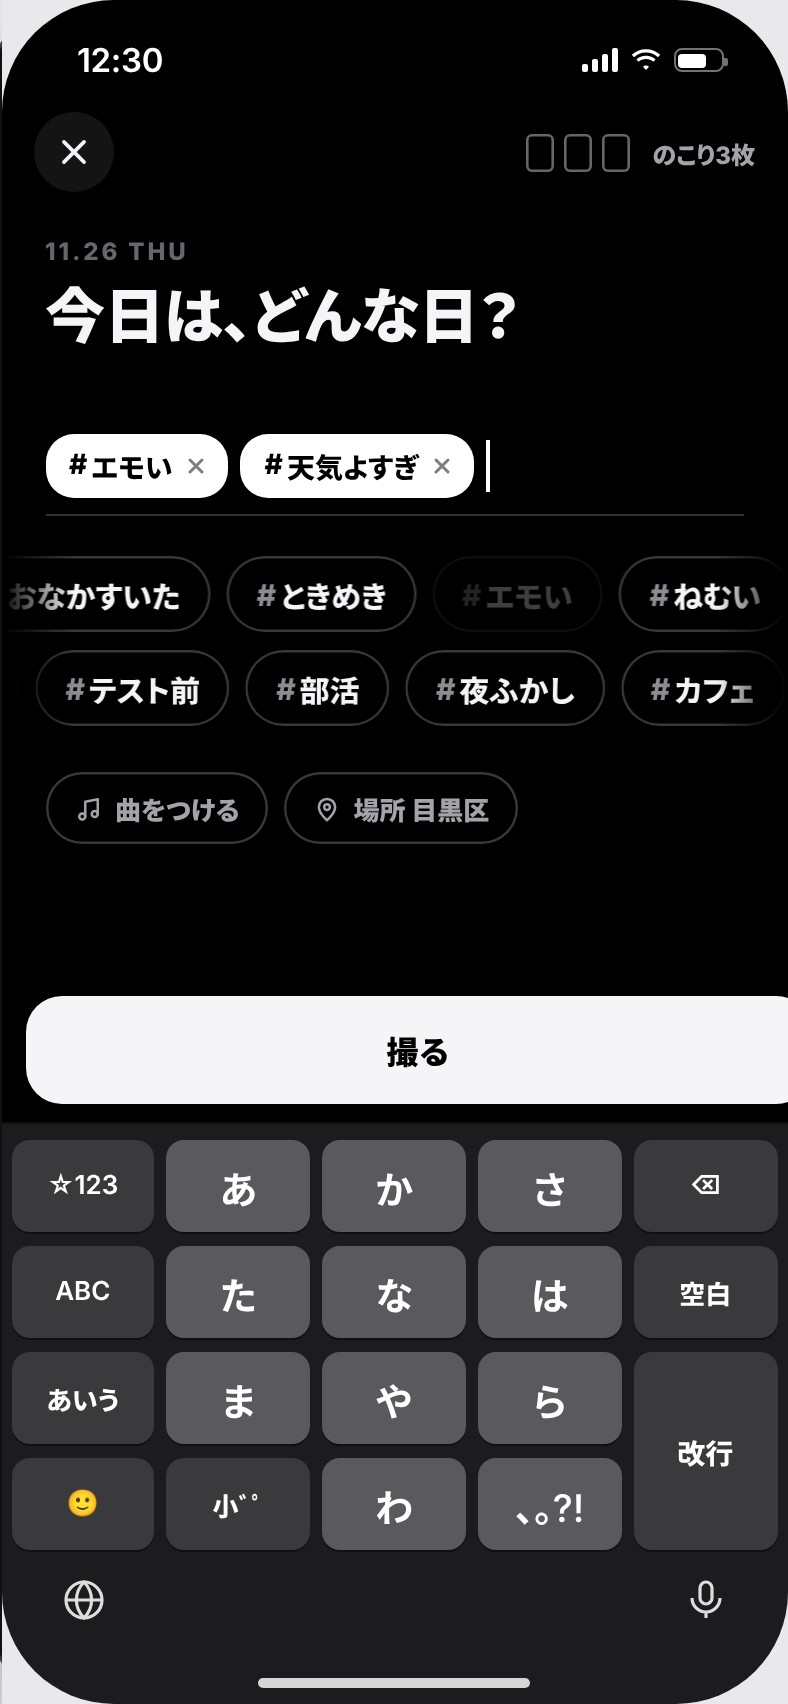 12:30
のこり3枚
11.26 THU
今日は、どんな日？
#エモい #天気よすぎ
おなかすいた #ときめき #エモい #ねむい
#テスト前 #部活 #夜ふかし #カフェ
曲をつける 場所 目黒区
撮る
☆123 あ か さ
ABC た な は 空白
あいう ま や ら
改行
小゛゜ わ 、。?!